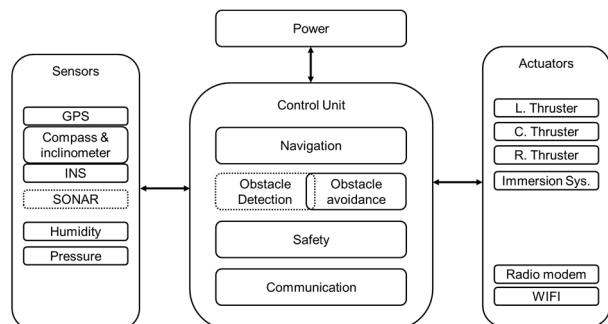 Power
Sensors
GPS
Compass &
inclinometer
INS
SONAR
Humidity
Pressure
Control Unit
Navigation
Obstacle
Detection
Obstacle
avoidance
Safety
Communication
Actuators
L. Thruster
C. Thruster
R. Thruster
Immersion Sys.
Radio modem
WIFI